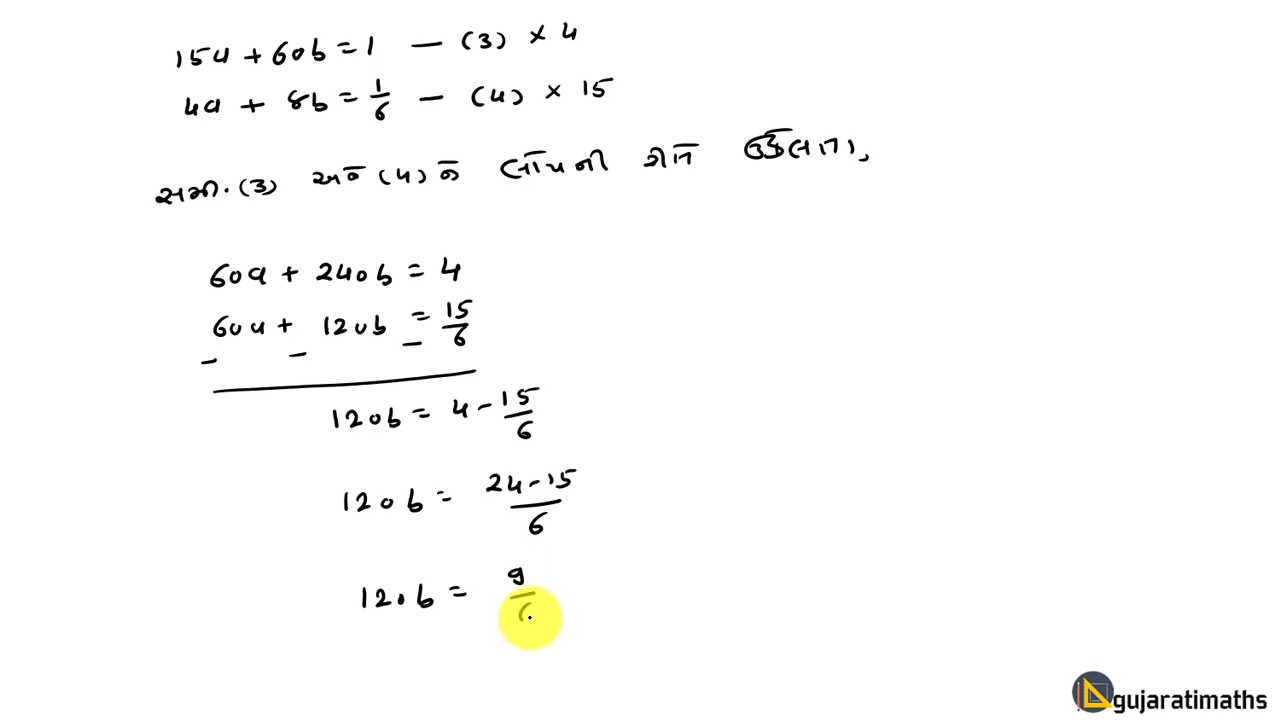 15a + 60b = 1 — (3) × 4
4a + 8b = 1/6 — (4) × 15
સમી. (3) અને (4) ને લોપની રીતે ઉકેલતા,
60a + 240b = 4
60a + 120b = 15/6
− − −
120b = 4 - 15/6
120b = 24-15/6
120b = 9/6
gujaratimaths